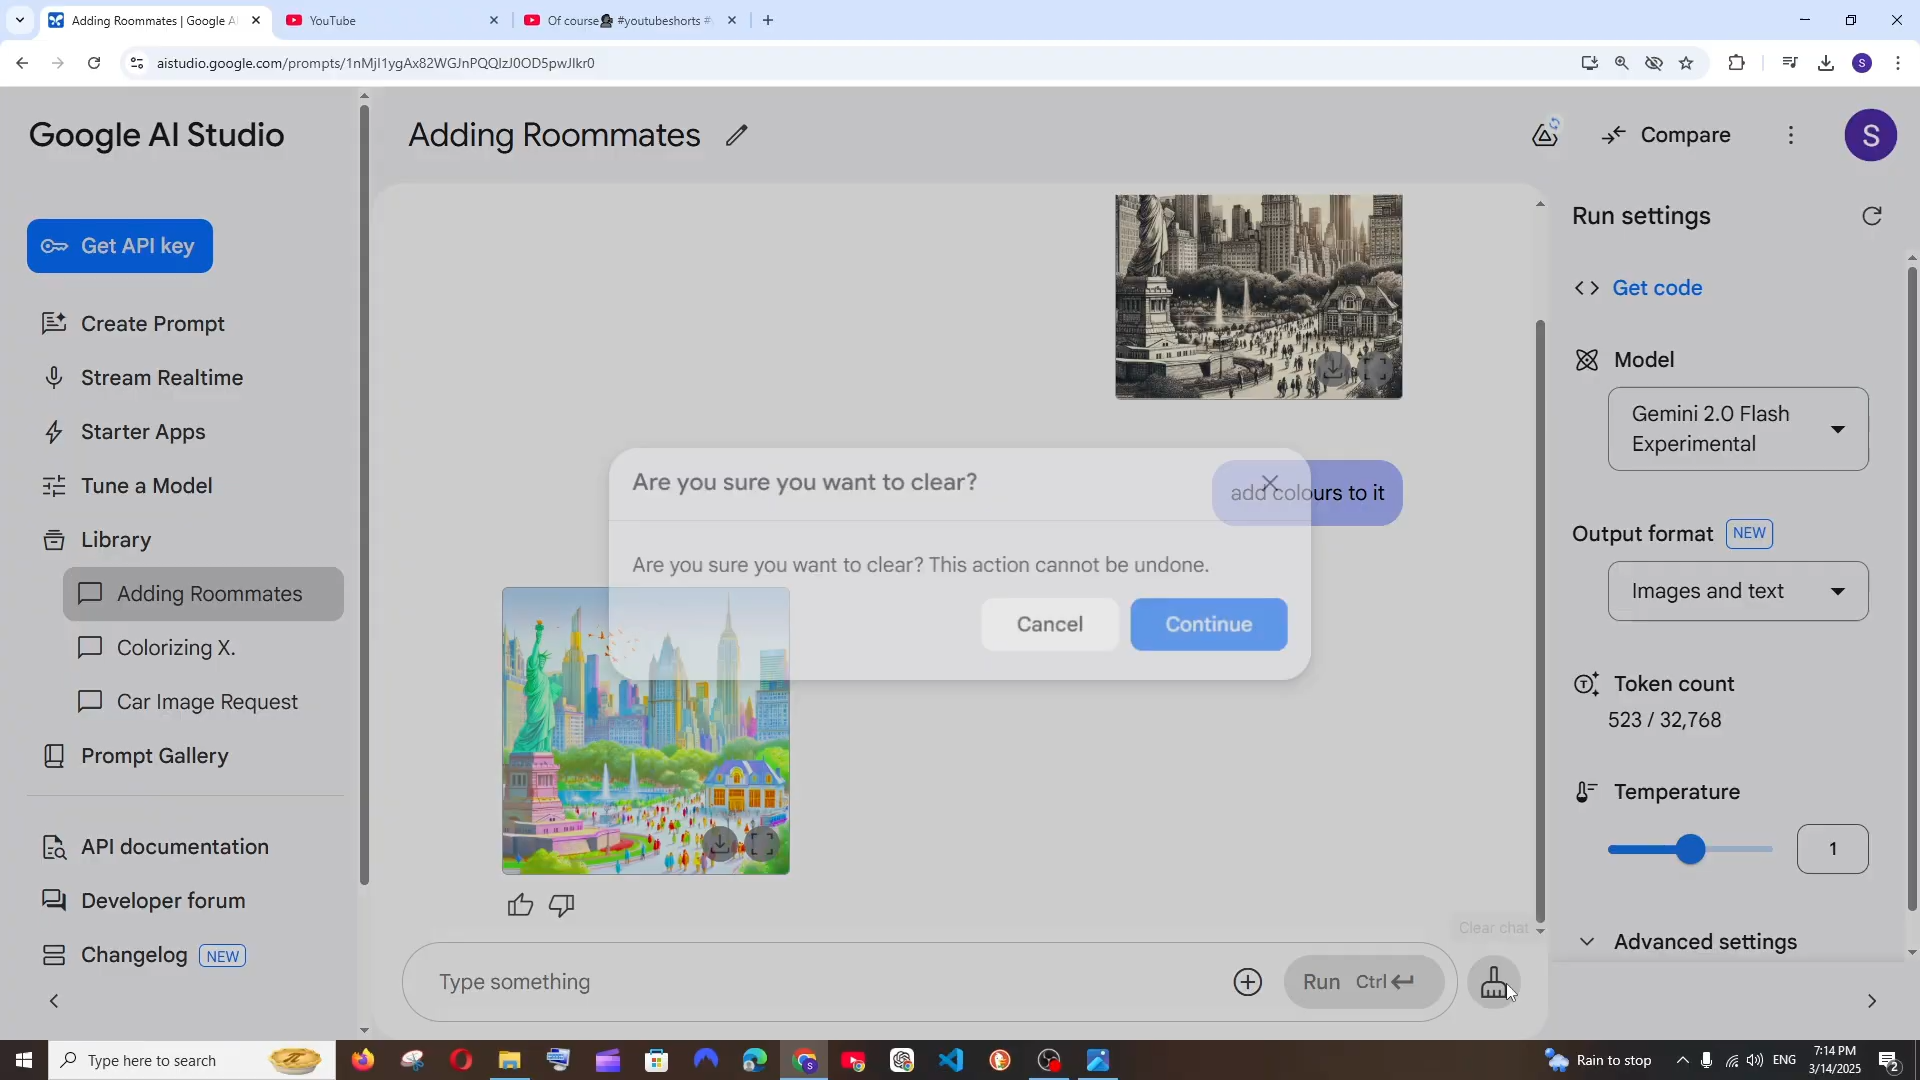 Adding Roommates | Google A
YouTube
Of course #youtubeshorts #
aistudio.google.com/prompts/1nMjI1ygAx82WGJnPQQIzJ0OD5pwJIkr0
S
Google AI Studio
Adding Roommates
Compare
S
Get API key
Create Prompt
Stream Realtime
Starter Apps
Tune a Model
Library
Adding Roommates
Colorizing X.
Car Image Request
Prompt Gallery
API documentation
Developer forum
Changelog NEW
add colours to it
Are you sure you want to clear?
Are you sure you want to clear? This action cannot be undone.
Cancel
Continue
Clear chat
Type something
Run Ctrl
Run settings
Get code
Model
Gemini 2.0 Flash
Experimental
Output format NEW
Images and text
Token count
523 / 32,768
Temperature
1
Advanced settings
Type here to search
Rain to stop
ENG
7:14 PM
3/14/2025
2